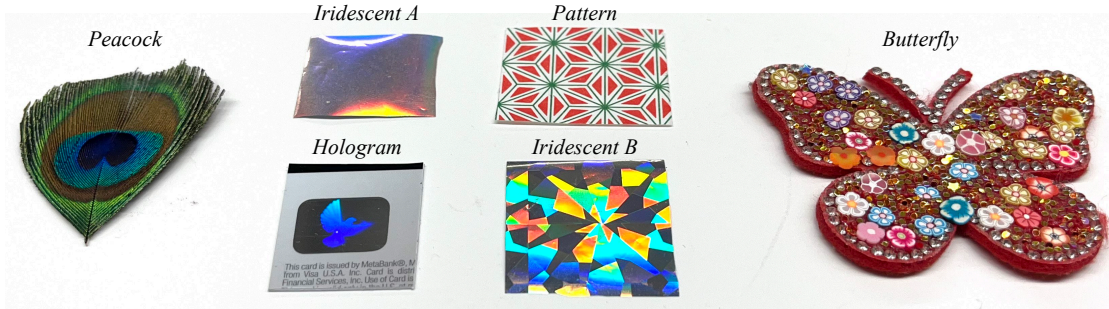 Peacock
Iridescent A
Pattern
Butterfly
Hologram
Iridescent B
This card is issued by MetaBank®, M
from Visa U.S.A. Inc. Card is distri
Financial Services, Inc. Use of Card is